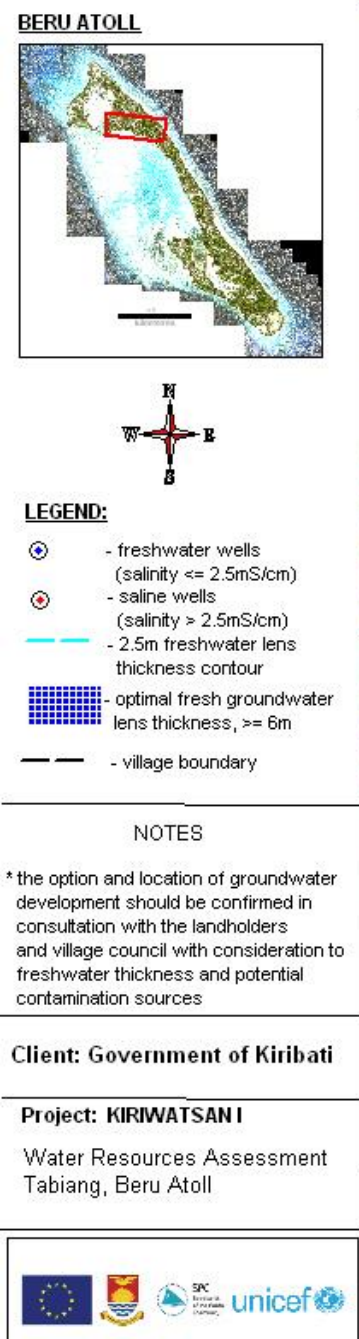 BERU ATOLL
N
W E
S
LEGEND:
- freshwater wells
(salinity <= 2.5mS/cm)
- saline wells
(salinity > 2.5mS/cm)
- 2.5m freshwater lens
thickness contour
- optimal fresh groundwater
lens thickness, >= 6m
- village boundary
NOTES
* the option and location of groundwater
development should be confirmed in
consultation with the landholders
and village council with consideration to
freshwater thickness and potential
contamination sources
Client: Government of Kiribati
Project: KIRIWATSAN I
Water Resources Assessment
Tabiang, Beru Atoll
SPC
unicef